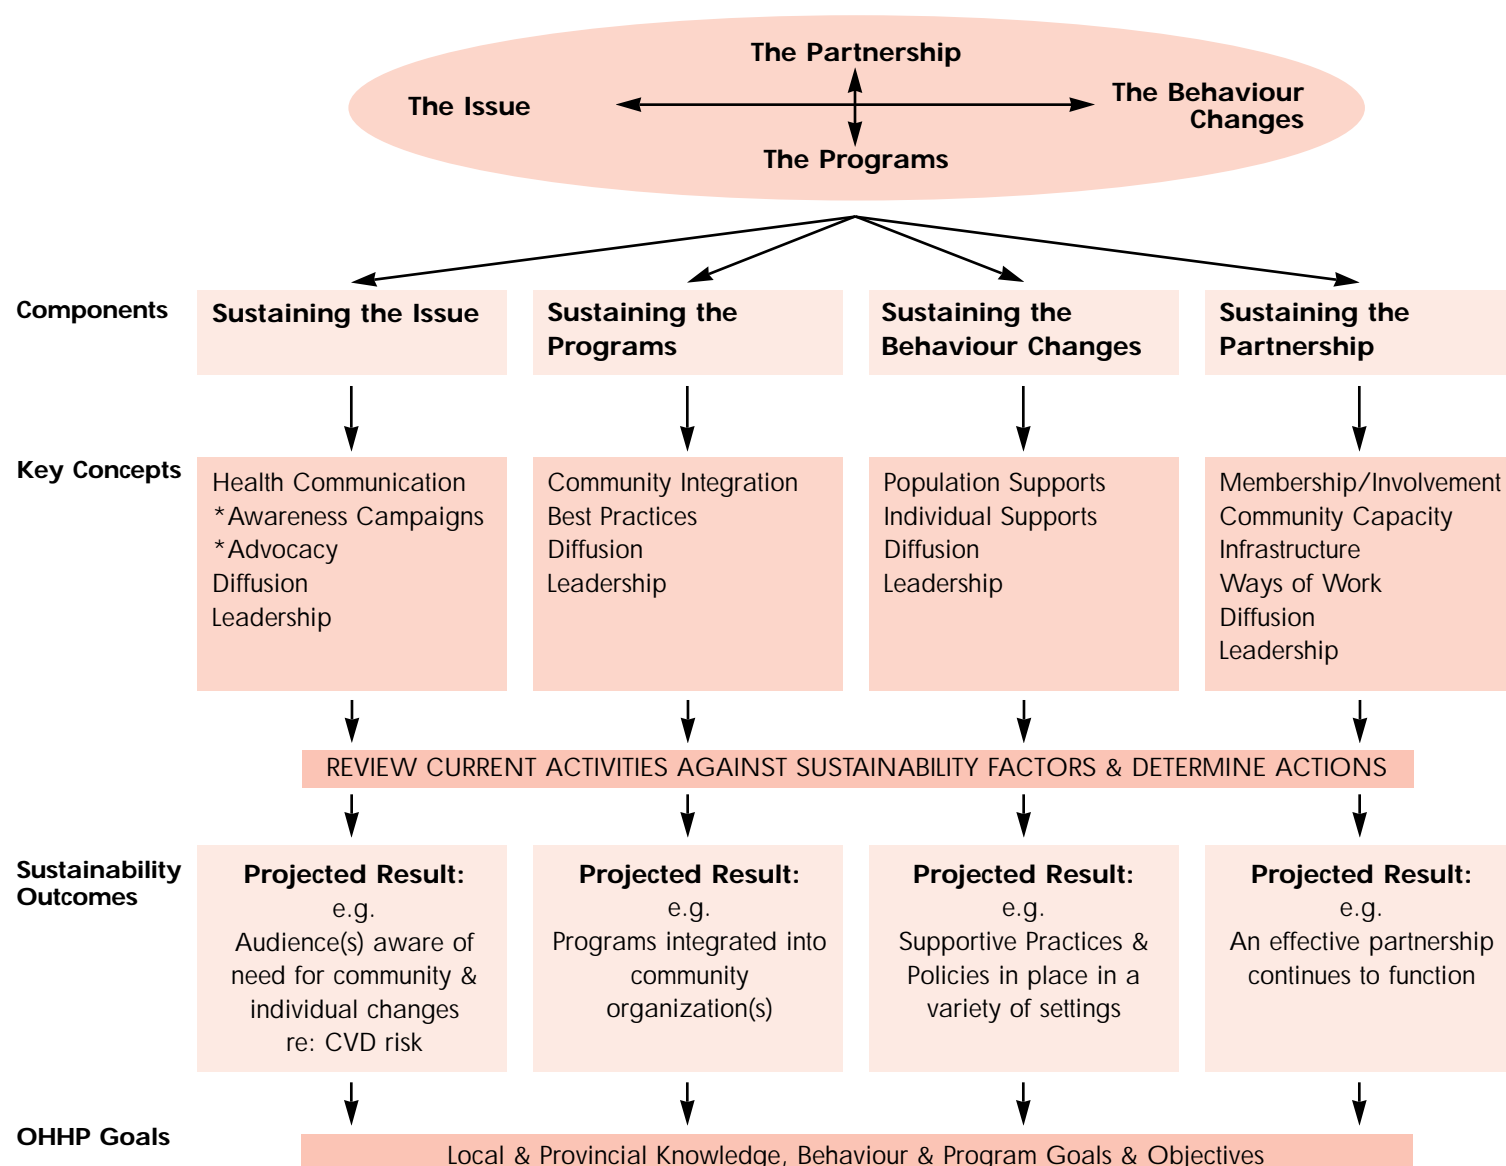 The Partnership
The Issue
The Behaviour
Changes
The Programs
Components
Sustaining the Issue
Sustaining the
Programs
Sustaining the
Behaviour Changes
Sustaining the
Partnership
Key Concepts
Health Communication
*Awareness Campaigns
*Advocacy
Diffusion
Leadership
Community Integration
Best Practices
Diffusion
Leadership
Population Supports
Individual Supports
Diffusion
Leadership
Membership/Involvement
Community Capacity
Infrastructure
Ways of Work
Diffusion
Leadership
REVIEW CURRENT ACTIVITIES AGAINST SUSTAINABILITY FACTORS & DETERMINE ACTIONS
Sustainability
Outcomes
Projected Result:
e.g.
Audience(s) aware of
need for community &
individual changes
re: CVD risk
Projected Result:
e.g.
Programs integrated into
community
organization(s)
Projected Result:
e.g.
Supportive Practices &
Policies in place in a
variety of settings
Projected Result:
e.g.
An effective partnership
continues to function
OHHP Goals
Local & Provincial Knowledge, Behaviour & Program Goals & Objectives